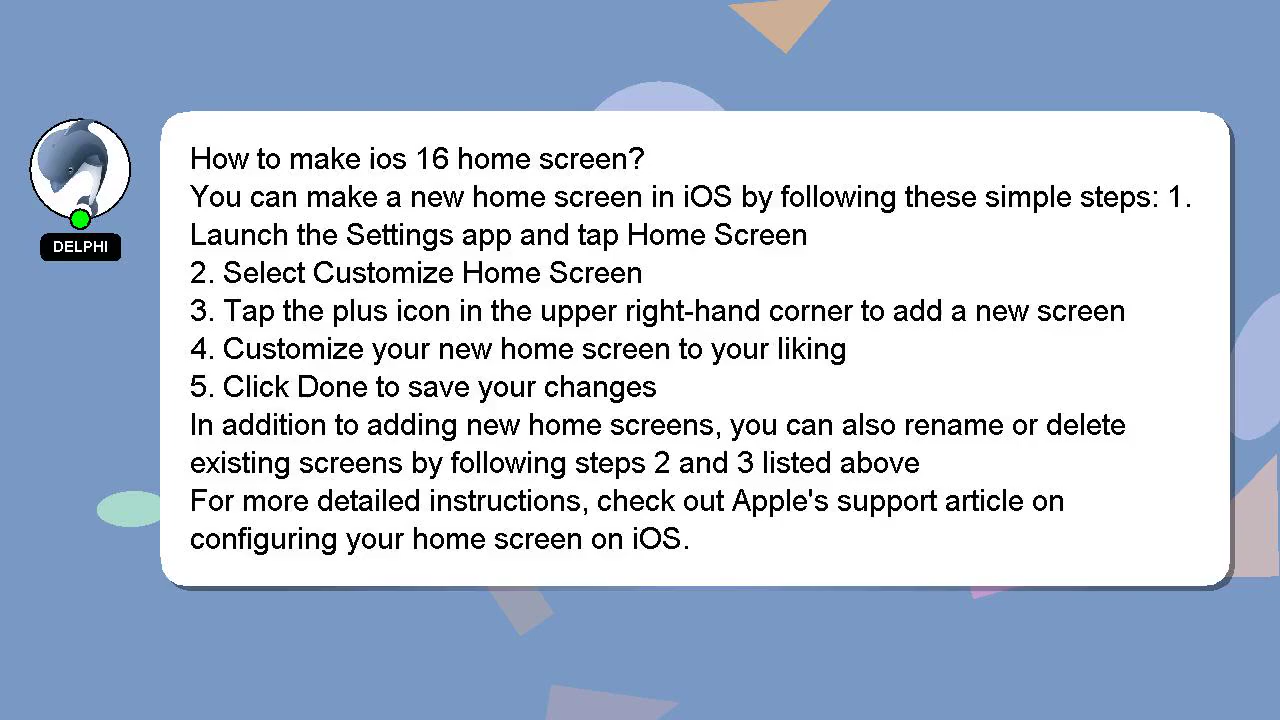 How to make ios 16 home screen?
You can make a new home screen in iOS by following these simple steps: 1.
Launch the Settings app and tap Home Screen
2. Select Customize Home Screen
3. Tap the plus icon in the upper right-hand corner to add a new screen
4. Customize your new home screen to your liking
5. Click Done to save your changes
In addition to adding new home screens, you can also rename or delete
existing screens by following steps 2 and 3 listed above
For more detailed instructions, check out Apple's support article on
configuring your home screen on iOS.
DELPHI